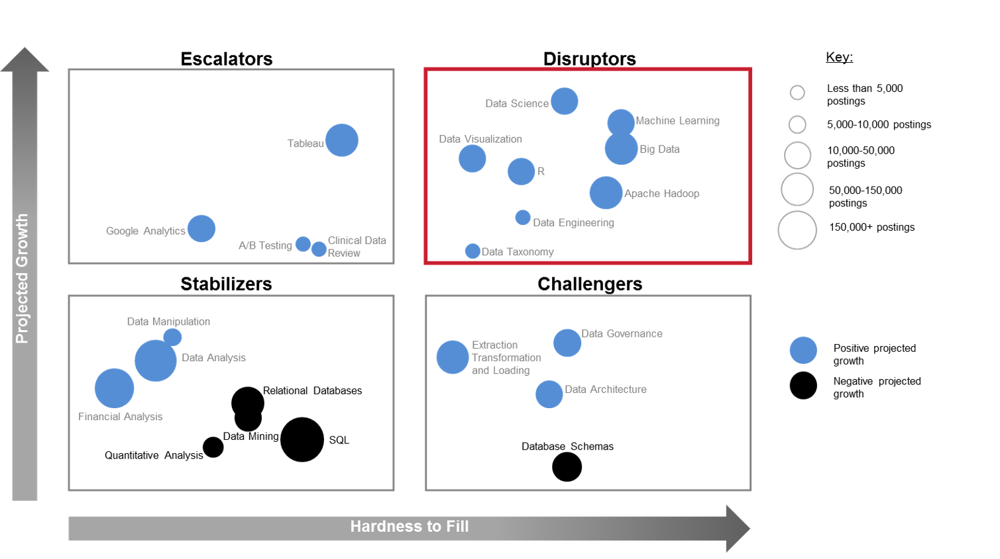 Escalators
Disruptors
Key:
Data Science
Machine Learning
Data Visualization
Big Data
R
Apache Hadoop
Data Engineering
Data Taxonomy
Tableau
Google Analytics
A/B Testing
Clinical Data
Review
Less than 5,000
postings
5,000-10,000 postings
10,000-50,000
postings
50,000-150,000
postings
150,000+ postings
Projected Growth
Stabilizers
Challengers
Data Manipulation
Data Analysis
Financial Analysis
Relational Databases
Data Mining
SQL
Quantitative Analysis
Data Governance
Extraction
Transformation
and Loading
Data Architecture
Database Schemas
Positive projected
growth
Negative projected
growth
Hardness to Fill